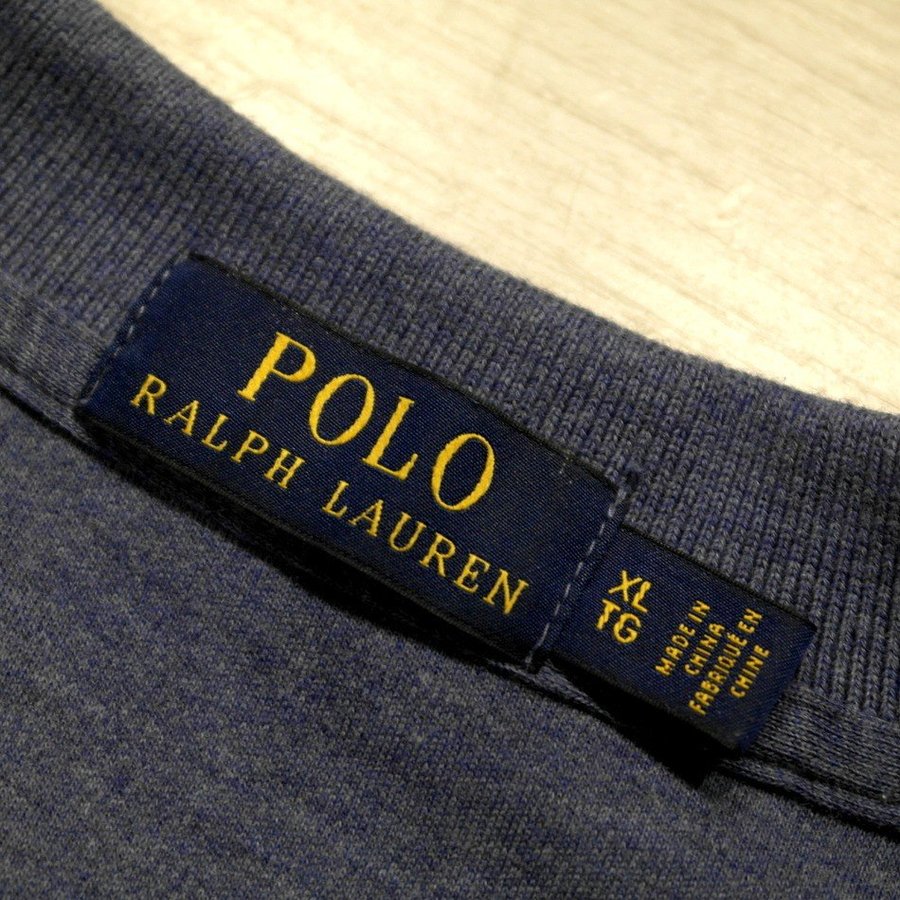 POLO
RALPH LAUREN
XL
TG
MADE IN
CHINA
FABRIQUÉ EN
CHINE